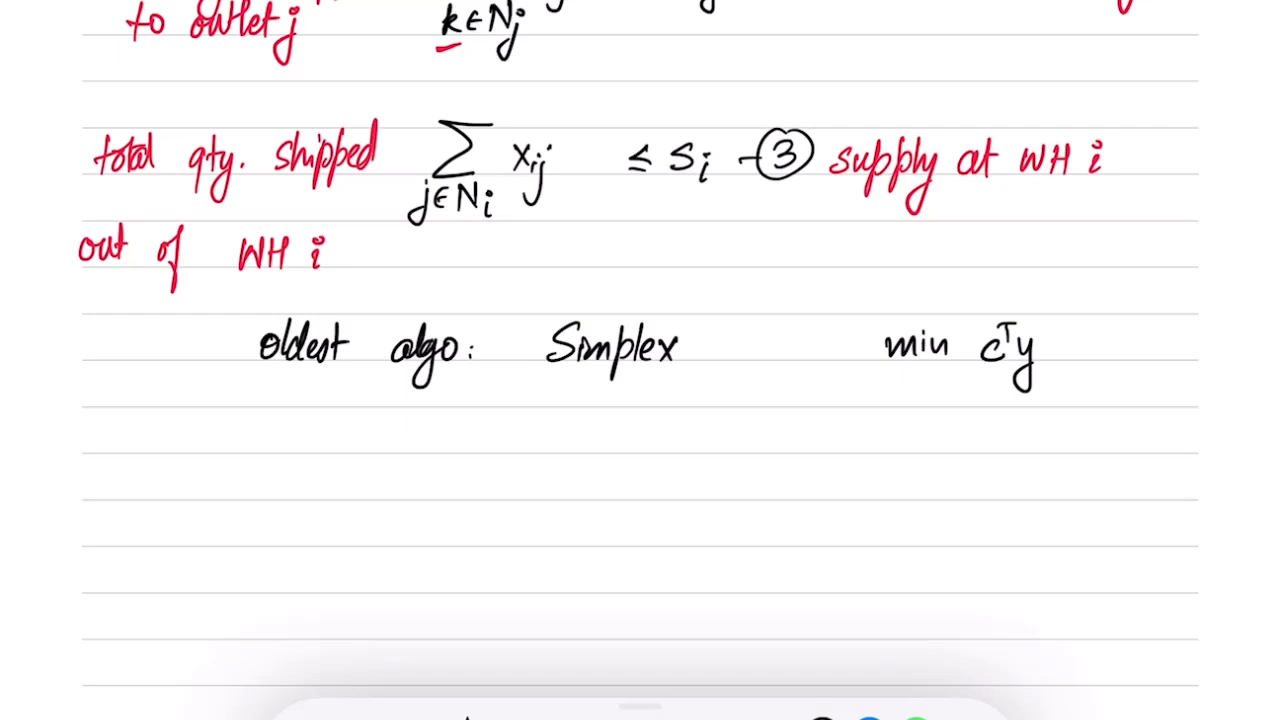 to outlet j k ∈ Nj
total qty. shipped ∑ xij ≤ Si - ③ supply at WH i
j ∈ Ni
out of WH i
oldest algo: Simplex min cᵀy